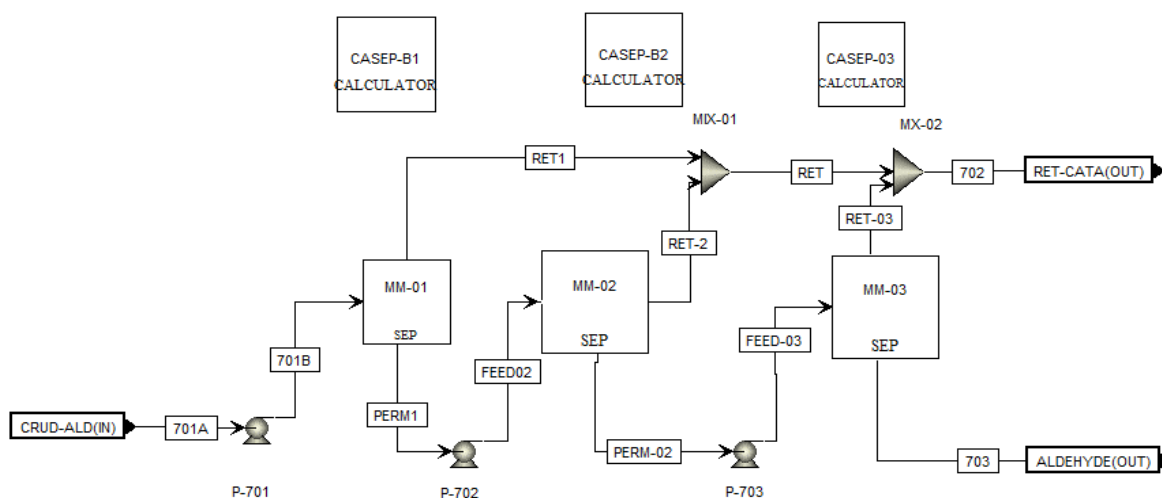 CASEP-B1
CALCULATOR
CASEP-B2
CALCULATOR
CASEP-03
CALCULATOR
MIX-01
MX-02
RET1
RET
702
RET-CATA(OUT)
RET-2
RET-03
MM-01
SEP
MM-02
SEP
MM-03
SEP
701B
FEED02
FEED-03
PERM1
PERM-02
CRUD-ALD(IN)
701A
703
ALDEHYDE(OUT)
P-701
P-702
P-703